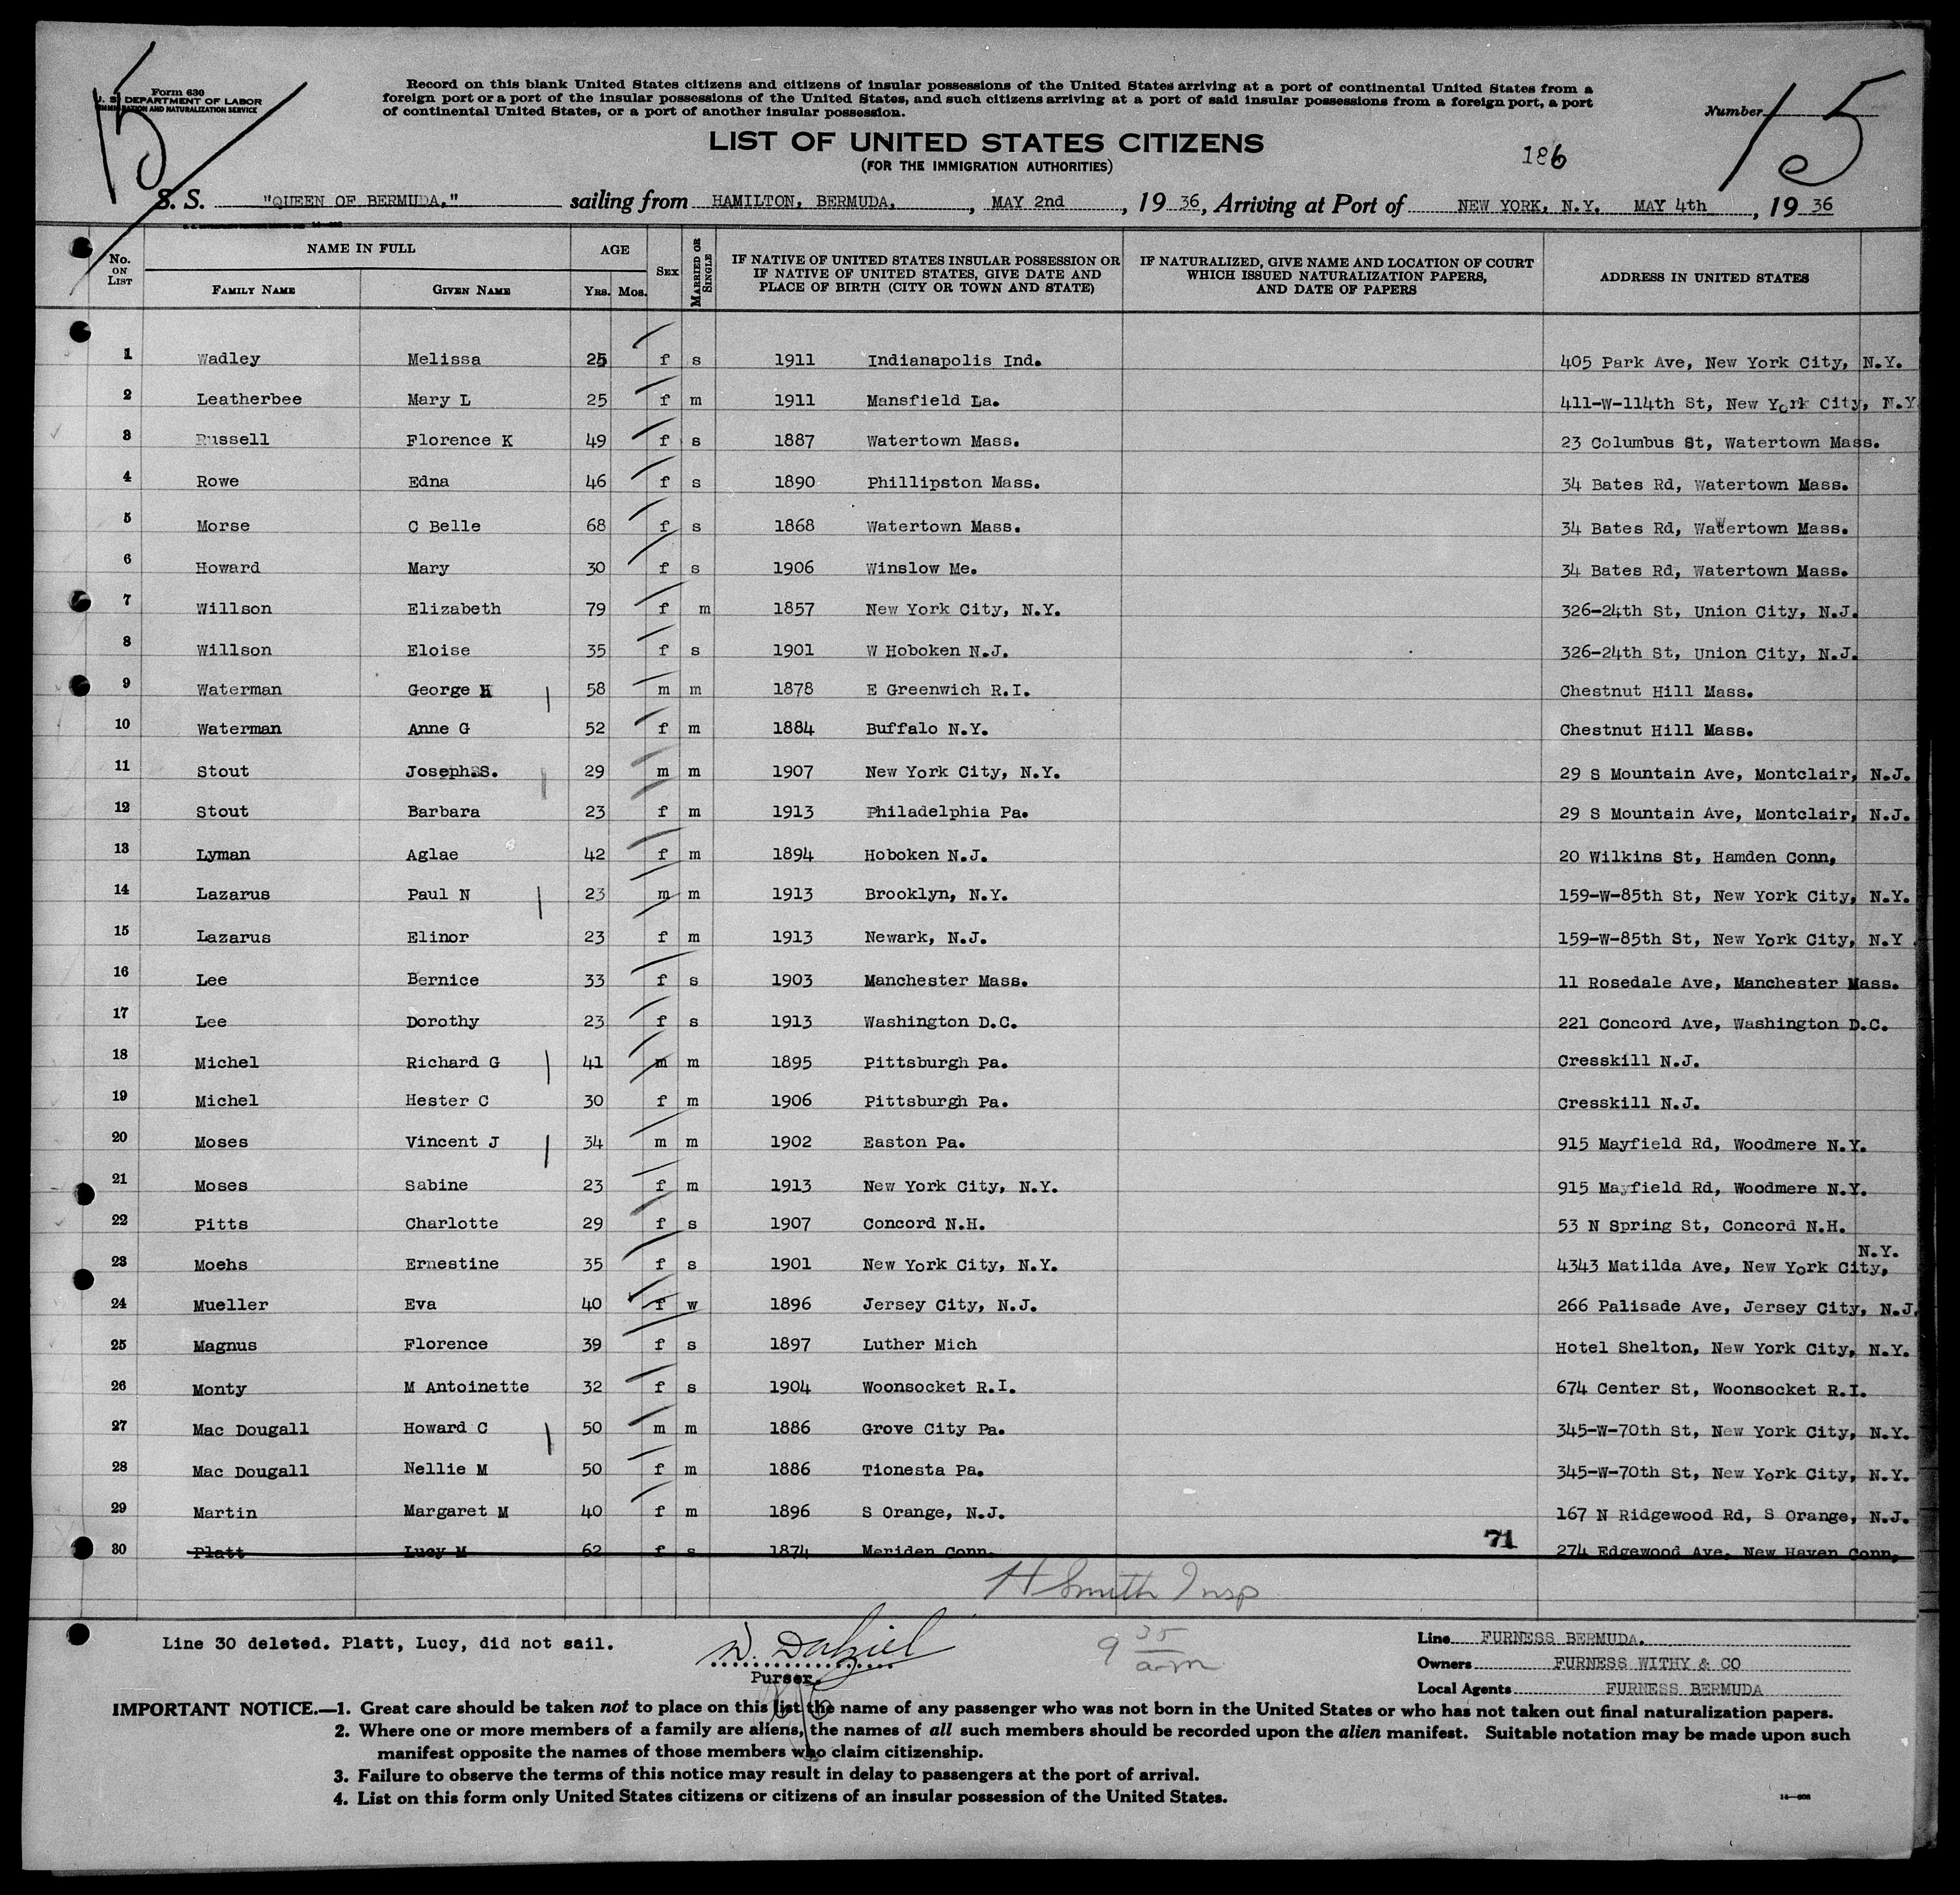 15
Form 630
U. S. DEPARTMENT OF LABOR
IMMIGRATION AND NATURALIZATION SERVICE
Record on this blank United States citizens and citizens of insular possessions of the United States arriving at a port of continental United States from a
foreign port or a port of the insular possessions of the United States, and such citizens arriving at a port of said insular possessions from a foreign port, a port
of continental United States, or a port of another insular possession.
Number 15
LIST OF UNITED STATES CITIZENS
(FOR THE IMMIGRATION AUTHORITIES)
186
S. S. "QUEEN OF BERMUDA," sailing from HAMILTON, BERMUDA, , MAY 2nd , 19 36, Arriving at Port of NEW YORK, N.Y. MAY 4th , 19 36
No. ON LIST NAME IN FULL FAMILY NAME GIVEN NAME AGE YRS. MOS. SEX MARRIED OR SINGLE IF NATIVE OF UNITED STATES INSULAR POSSESSION OR IF NATIVE OF UNITED STATES, GIVE DATE AND PLACE OF BIRTH (CITY OR TOWN AND STATE) IF NATURALIZED, GIVE NAME AND LOCATION OF COURT WHICH ISSUED NATURALIZATION PAPERS, AND DATE OF PAPERS ADDRESS IN UNITED STATES
1 Wadley Melissa 25 f s 1911 Indianapolis Ind. 405 Park Ave, New York City, N.Y.
2 Leatherbee Mary L 25 f m 1911 Mansfield La. 411-W-114th St, New York City, N.Y.
3 Russell Florence K 49 f s 1887 Watertown Mass. 23 Columbus St, Watertown Mass.
4 Rowe Edna 46 f s 1890 Phillipston Mass. 34 Bates Rd, Watertown Mass.
5 Morse C Belle 68 f s 1868 Watertown Mass. 34 Bates Rd, Watertown Mass.
6 Howard Mary 30 f s 1906 Winslow Me. 34 Bates Rd, Watertown Mass.
7 Willson Elizabeth 79 f m 1857 New York City, N.Y. 326-24th St, Union City, N.J.
8 Willson Eloise 35 f s 1901 W Hoboken N.J. 326-24th St, Union City, N.J.
9 Waterman George H 58 m m 1878 E Greenwich R.I. Chestnut Hill Mass.
10 Waterman Anne G 52 f m 1884 Buffalo N.Y. Chestnut Hill Mass.
11 Stout Joseph S. 29 m m 1907 New York City, N.Y. 29 S Mountain Ave, Montclair, N.J.
12 Stout Barbara 23 f m 1913 Philadelphia Pa. 29 S Mountain Ave, Montclair, N.J.
13 Lyman Aglae 42 f m 1894 Hoboken N.J. 20 Wilkins St, Hamden Conn,
14 Lazarus Paul N 23 m m 1913 Brooklyn, N.Y. 159-W-85th St, New York City, N.Y.
15 Lazarus Elinor 23 f m 1913 Newark, N.J. 159-W-85th St, New York City, N.Y.
16 Lee Bernice 33 f s 1903 Manchester Mass. 11 Rosedale Ave, Manchester Mass.
17 Lee Dorothy 23 f s 1913 Washington D.C. 221 Concord Ave, Washington D.C.
18 Michel Richard G 41 m m 1895 Pittsburgh Pa. Cresskill N.J.
19 Michel Hester C 30 f m 1906 Pittsburgh Pa. Cresskill N.J.
20 Moses Vincent J 34 m m 1902 Easton Pa. 915 Mayfield Rd, Woodmere N.Y.
21 Moses Sabine 23 f m 1913 New York City, N.Y. 915 Mayfield Rd, Woodmere N.Y.
22 Pitts Charlotte 29 f s 1907 Concord N.H. 53 N Spring St, Concord N.H.
23 Moehs Ernestine 35 f s 1901 New York City, N.Y. 4343 Matilda Ave, New York City, N.Y.
24 Mueller Eva 40 f w 1896 Jersey City, N.J. 266 Palisade Ave, Jersey City, N.J.
25 Magnus Florence 39 f s 1897 Luther Mich Hotel Shelton, New York City, N.Y.
26 Monty M Antoinette 32 f s 1904 Woonsocket R.I. 674 Center St, Woonsocket R.I.
27 Mac Dougall Howard C 50 m m 1886 Grove City Pa. 345-W-70th St, New York City, N.Y.
28 Mac Dougall Nellie M 50 f m 1886 Tionesta Pa. 345-W-70th St, New York City, N.Y.
29 Martin Margaret M 40 f m 1896 S Orange, N.J. 167 N Ridgewood Rd, S Orange, N.J.
30 Platt Lucy M 62 f s 1874 Meriden Conn. 71 274 Edgewood Ave, New Haven Conn,
H Smith Insp
Line 30 deleted. Platt, Lucy, did not sail.
Purser.
9 35 am
Line FURNESS BERMUDA.
Owners FURNESS WITHY & CO
Local Agents FURNESS BERMUDA
IMPORTANT NOTICE.—1. Great care should be taken not to place on this list the name of any passenger who was not born in the United States or who has not taken out final naturalization papers.
2. Where one or more members of a family are aliens, the names of all such members should be recorded upon the alien manifest. Suitable notation may be made upon such
manifest opposite the names of those members who claim citizenship.
3. Failure to observe the terms of this notice may result in delay to passengers at the port of arrival.
4. List on this form only United States citizens or citizens of an insular possession of the United States.